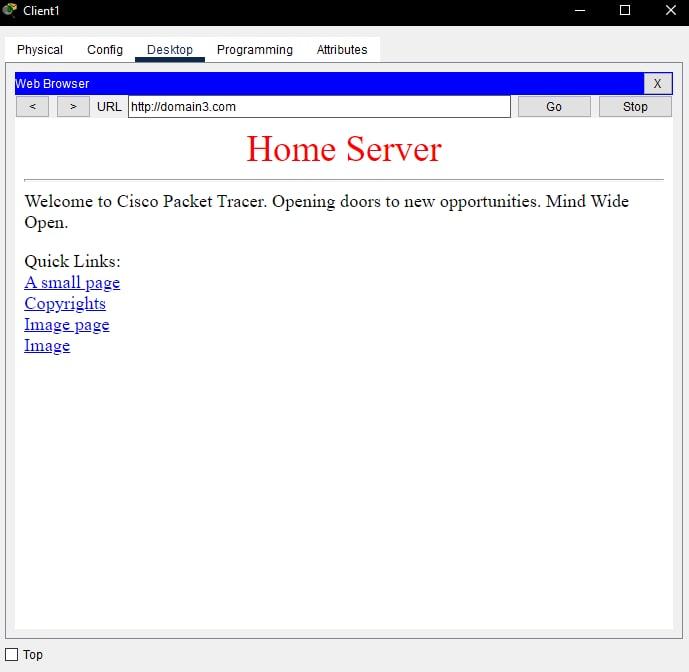 Client1
Physical Config Desktop Programming Attributes
Web Browser X
< > URL http://domain3.com Go Stop
Home Server
Welcome to Cisco Packet Tracer. Opening doors to new opportunities. Mind Wide
Open.
Quick Links:
A small page
Copyrights
Image page
Image
Top